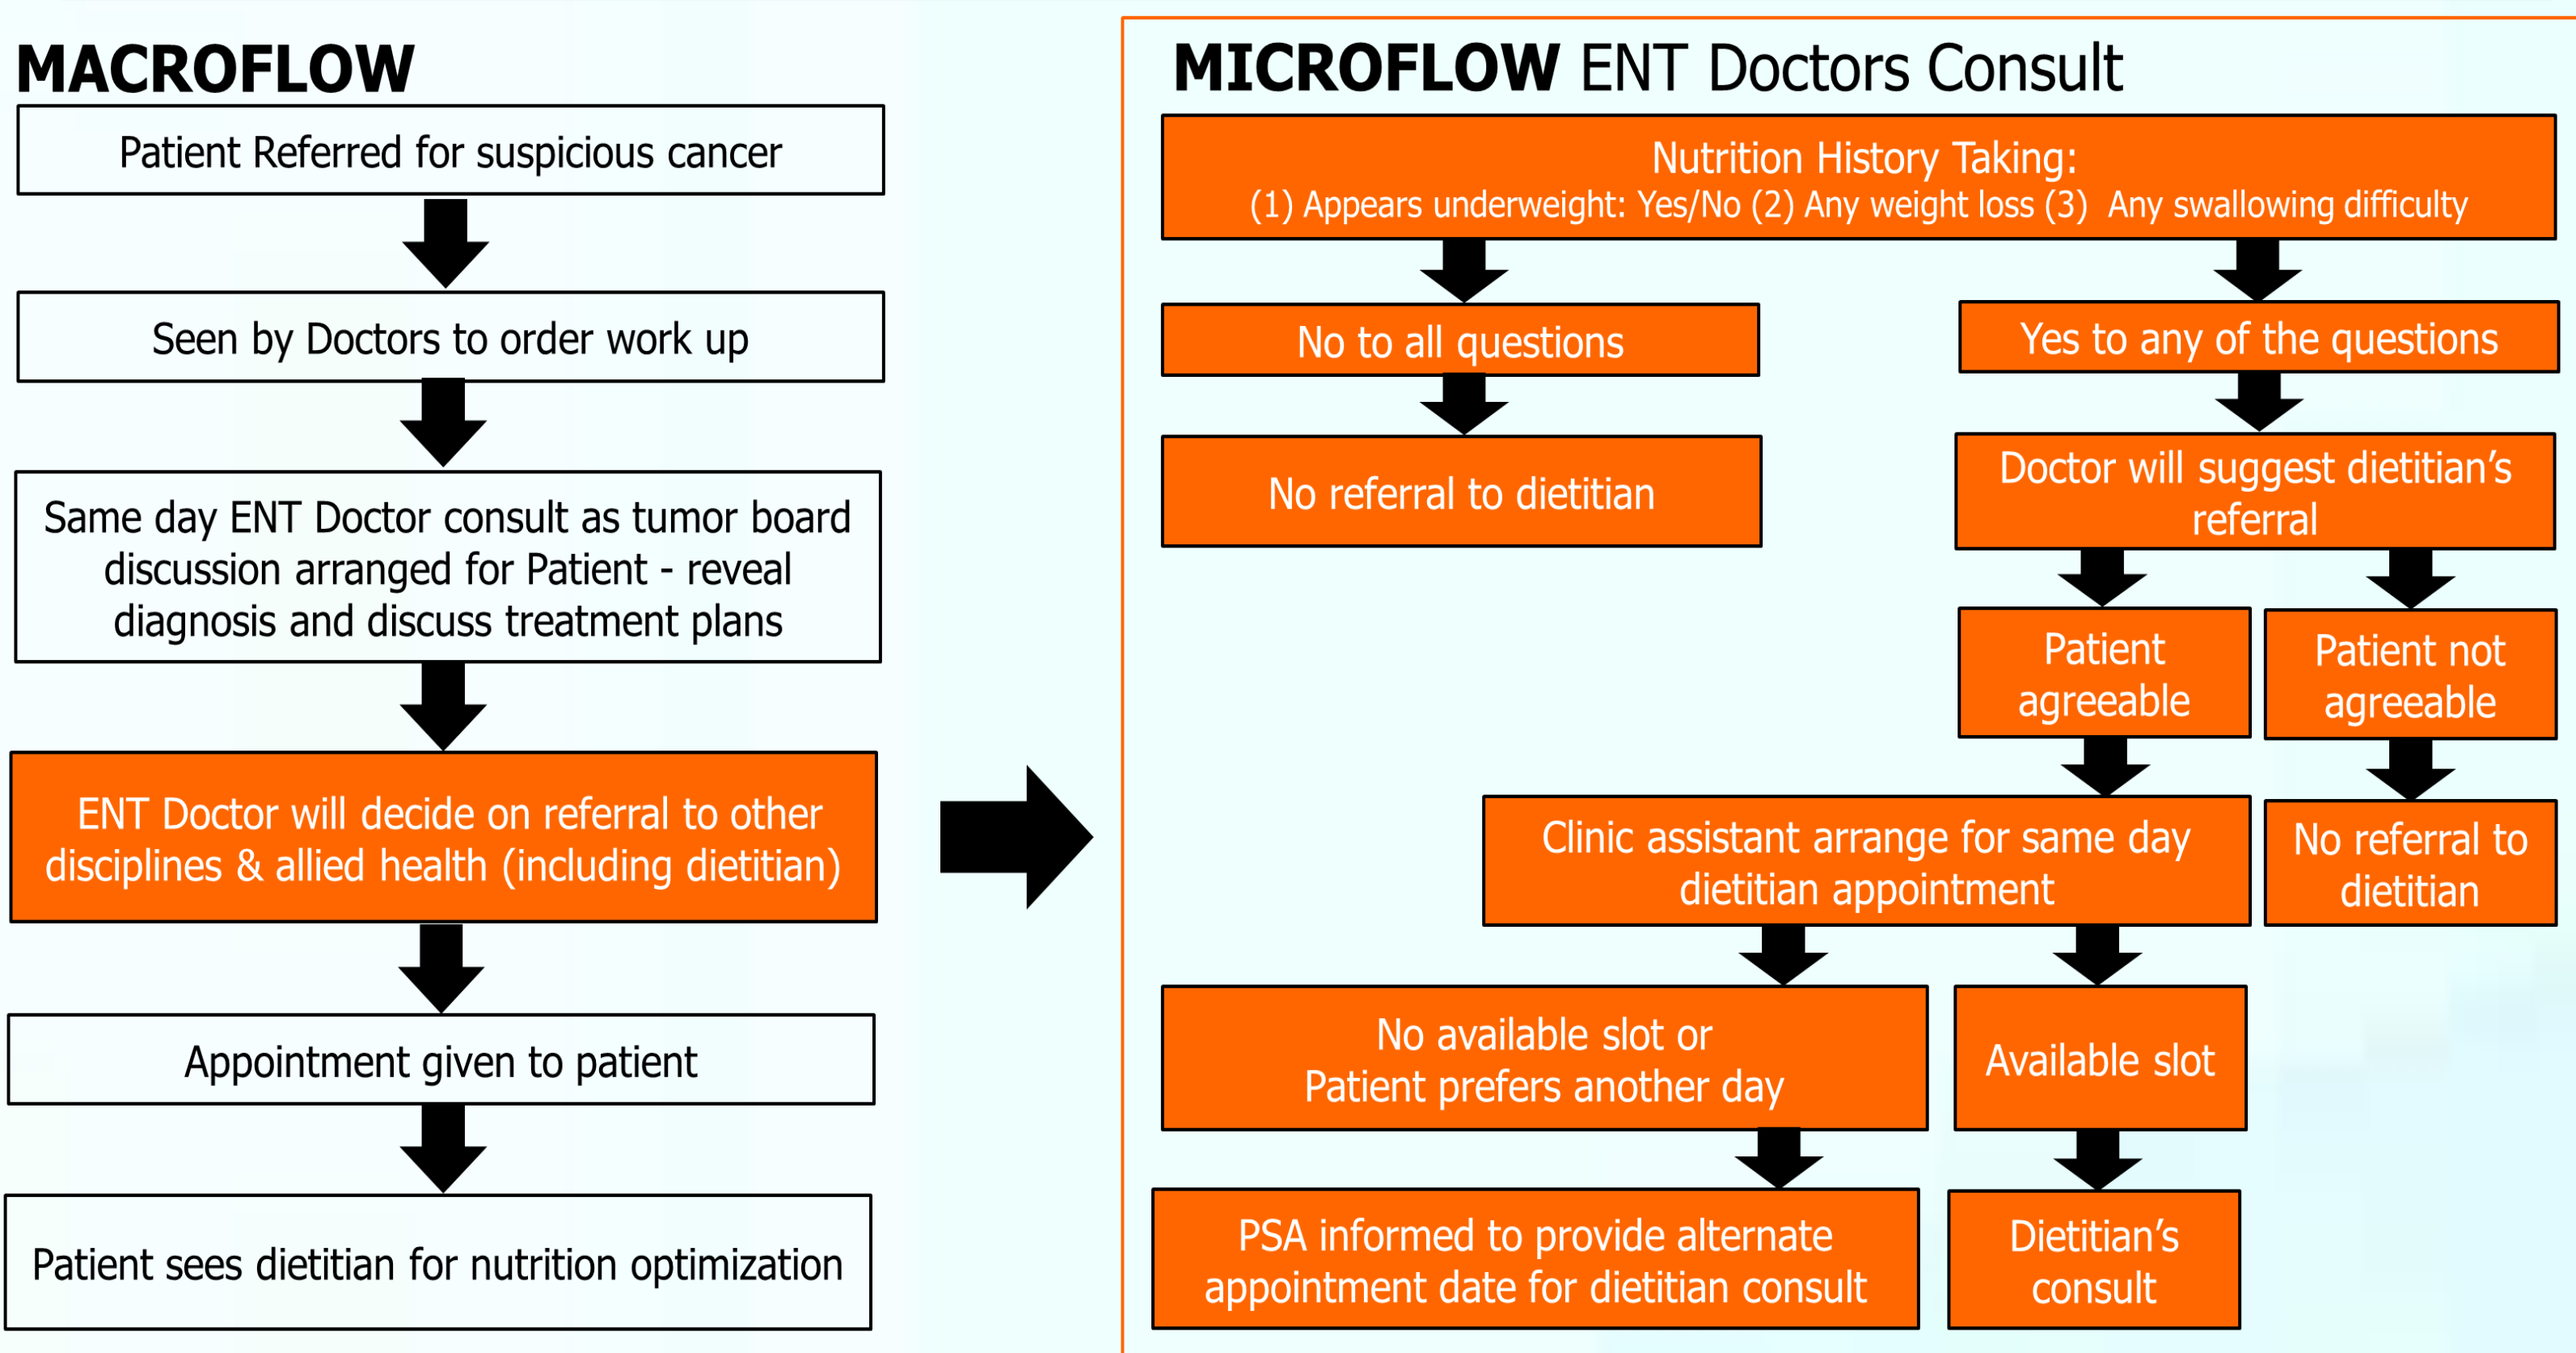 MACROFLOW
Patient Referred for suspicious cancer
Seen by Doctors to order work up
Same day ENT Doctor consult as tumor board
discussion arranged for Patient - reveal
diagnosis and discuss treatment plans
ENT Doctor will decide on referral to other
disciplines & allied health (including dietitian)
Appointment given to patient
Patient sees dietitian for nutrition optimization
MICROFLOW ENT Doctors Consult
Nutrition History Taking:
(1) Appears underweight: Yes/No (2) Any weight loss (3) Any swallowing difficulty
No to all questions
No referral to dietitian
Yes to any of the questions
Doctor will suggest dietitian’s
referral
Patient
agreeable
Patient not
agreeable
Clinic assistant arrange for same day
dietitian appointment
No referral to
dietitian
No available slot or
Patient prefers another day
Available slot
PSA informed to provide alternate
appointment date for dietitian consult
Dietitian’s
consult